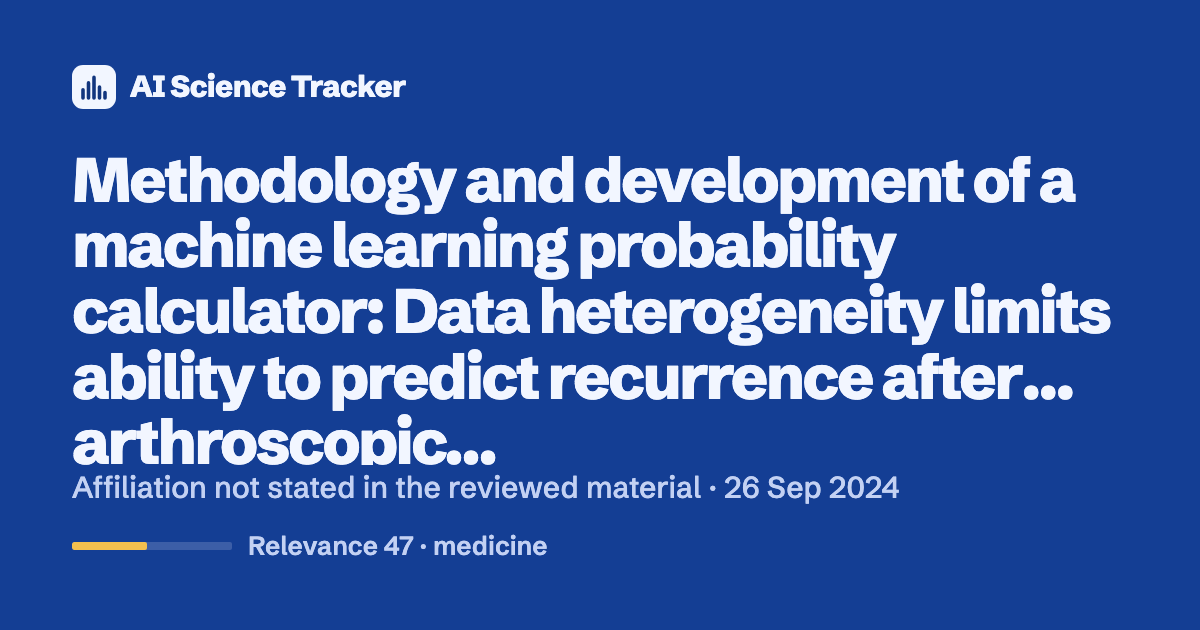 AI Science Tracker
Methodology and development of a
machine learning probability
calculator: Data heterogeneity limits
ability to predict recurrence after...
arthroscopic...
Affiliation not stated in the reviewed material · 26 Sep 2024
Relevance 47 · medicine